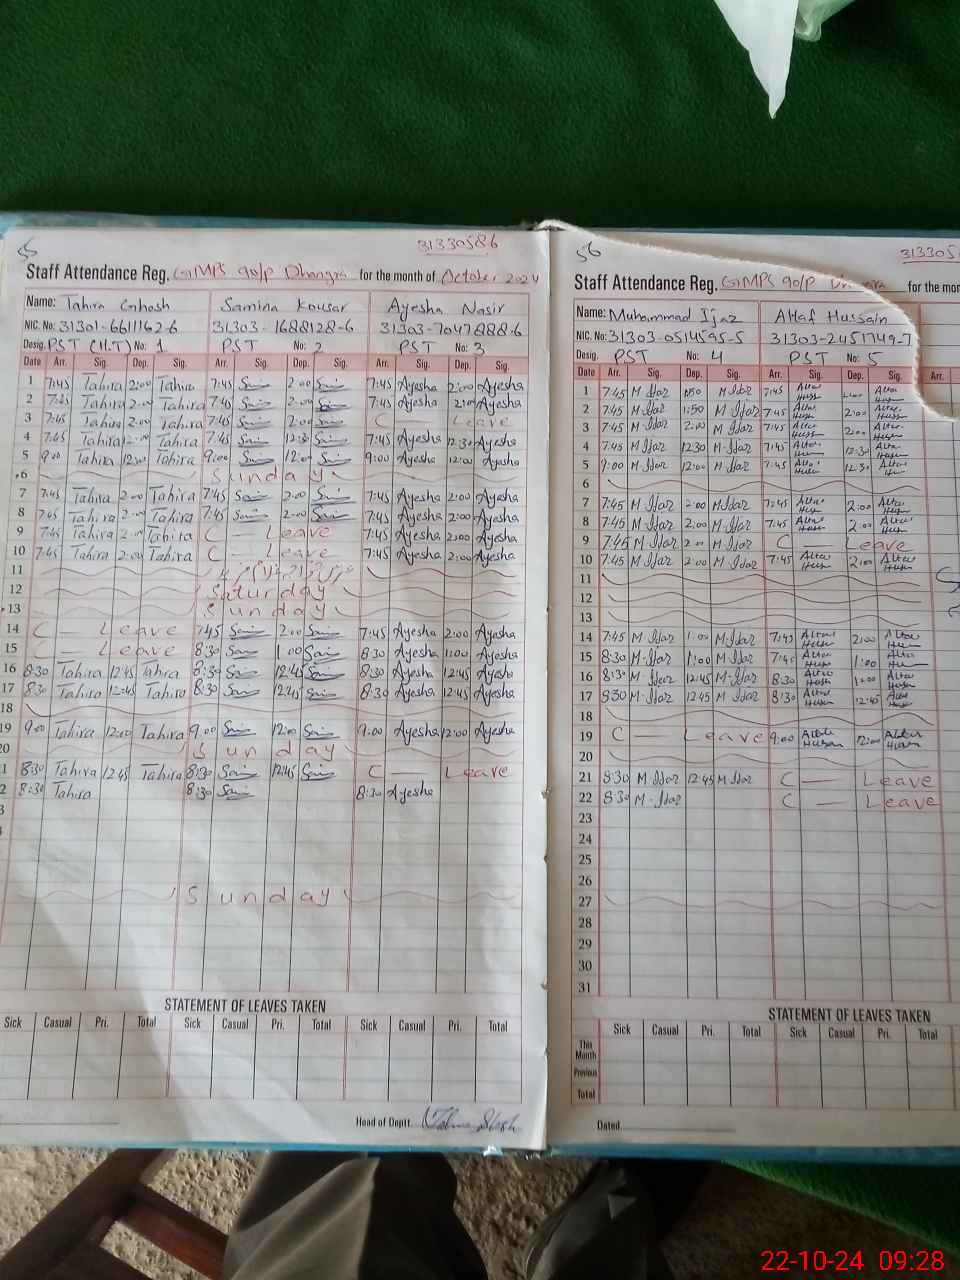 55
31330586
Staff Attendance Reg. GMPS 90/P Dhangra for the month of October 2024
Name: Tahira Ghosh Samina Kousar Ayesha Nasir
NIC. No: 31301-6611162-6 31303-1688128-6 31303-7047888-6
Desig. PST (H.T) No: 1 PST No: 2 PST No: 3
Date Arr. Sig. Dep. Sig. Arr. Sig. Dep. Sig. Arr. Sig. Dep. Sig.
1 7:45 Tahira 2:00 Tahira 7:45 2:00 7:45 Ayesha 2:00 Ayesha
2 7:45 Tahira 2:00 Tahira 7:45 2:00 7:45 Ayesha 2:00 Ayesha
3 7:45 Tahira 2:00 Tahira 7:45 2:00 C — Leave
4 7:45 Tahira 12:30 Tahira 7:45 12:30 7:45 Ayesha 12:30 Ayesha
5 9:00 Tahira 12:00 Tahira 9:00 12:00 9:00 Ayesha 12:00 Ayesha
6 Sunday
7 7:45 Tahira 2:00 Tahira 7:45 2:00 7:45 Ayesha 2:00 Ayesha
8 7:45 Tahira 2:00 Tahira 7:45 2:00 7:45 Ayesha 2:00 Ayesha
9 7:45 Tahira 2:00 Tahira C — Leave 7:45 Ayesha 2:00 Ayesha
10 7:45 Tahira 2:00 Tahira C — Leave 7:45 Ayesha 2:00 Ayesha
11
12 Saturday
13 Sunday
14 C — Leave 7:45 2:00 7:45 Ayesha 2:00 Ayesha
15 C — Leave 8:30 1:00 8:30 Ayesha 1:00 Ayesha
16 8:30 Tahira 12:45 Tahira 8:30 12:45 8:30 Ayesha 12:45 Ayesha
17 8:30 Tahira 12:45 Tahira 8:30 12:45 8:30 Ayesha 12:45 Ayesha
18
19 9:00 Tahira 12:00 Tahira 9:00 12:00 9:00 Ayesha 12:00 Ayesha
20 Sunday
1 8:30 Tahira 12:45 Tahira 8:30 12:45 C — Leave
2 8:30 Tahira 8:30 8:30 Ayesha
3
Sunday
STATEMENT OF LEAVES TAKEN
Sick Casual Pri. Total Sick Casual Pri. Total Sick Casual Pri. Total
Head of Deptt.
56
313305
Staff Attendance Reg. GMPS 90/P for the mon
Name: Muhammad Ijaz Altaf Hussain
NIC. No: 31303-0514595-5 31303-2451749-7
Desig. PST No: 4 PST No: 5
Date Arr. Sig. Dep. Sig. Arr. Sig. Dep. Sig. Arr.
1 7:45 M Ijaz 1:50 M Ijaz 7:45
2 7:45 M Ijaz 1:50 M Ijaz 7:45 2:00
3 7:45 M Ijaz 2:00 M Ijaz 7:45 2:00
4 7:45 M Ijaz 12:30 M Ijaz 7:45 12:30
5 9:00 M Ijaz 12:00 M Ijaz 7:45 12:30
6
7 7:45 M Ijaz 2:00 M Ijaz 7:45 2:00
8 7:45 M Ijaz 2:00 M Ijaz 7:45 2:00
9 7:45 M Ijaz 2:00 M Ijaz C — Leave
10 7:45 M Ijaz 2:00 M Ijaz 7:45 2:00
11
12
13
14 7:45 M Ijaz 1:00 M Ijaz 7:45 2:00
15 8:30 M Ijaz 1:00 M Ijaz 7:45 1:00
16 8:30 M Ijaz 12:45 M Ijaz 8:30 1:00
17 8:30 M Ijaz 12:45 M Ijaz 8:30 12:45
18
19 C — Leave 9:00 12:00
20
21 8:30 M Ijaz 12:45 M Ijaz C — Leave
22 8:30 M Ijaz C — Leave
23
24
25
26
27
28
29
30
31
STATEMENT OF LEAVES TAKEN
Sick Casual Pri. Total Sick Casual Pri. Total
This Month
Previous
Total
Dated
22-10-24 09:28